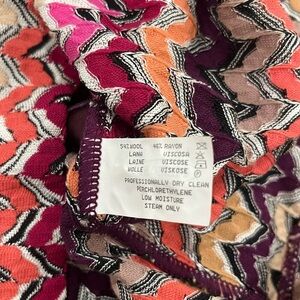 54%WOOL 46% RAYON
LANA VISCOSA
LAINE VISCOSE
WOLLE VISKOSE
PROFESSIONALLY DRY CLEAN
PERCHLORETHYLENE
LOW MOISTURE
STEAM ONLY